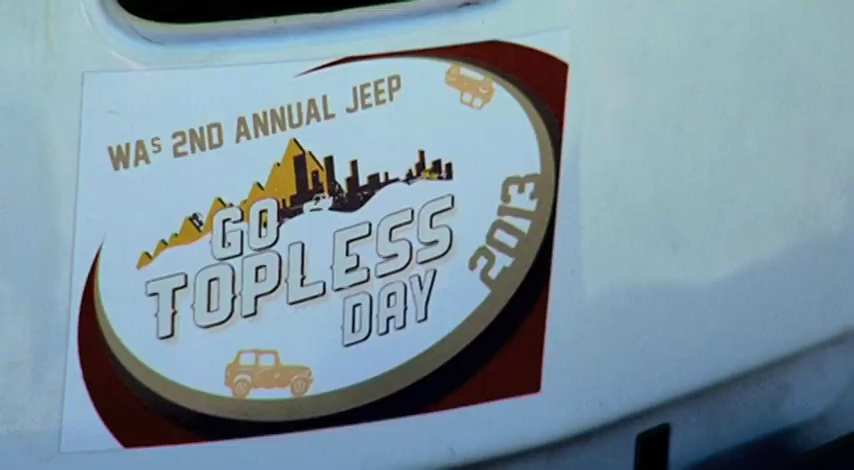 WAS 2ND ANNUAL JEEP
GO
TOPLESS
DAY
2013